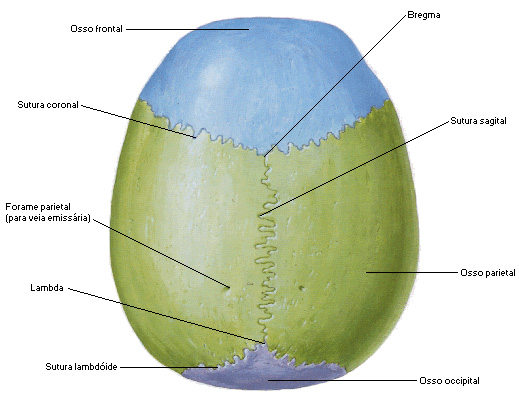 Bregma
Osso frontal
Sutura coronal
Sutura sagital
Forame parietal
(para veia emissária)
Osso parietal
Lambda
Sutura lambdóide
Osso occipital